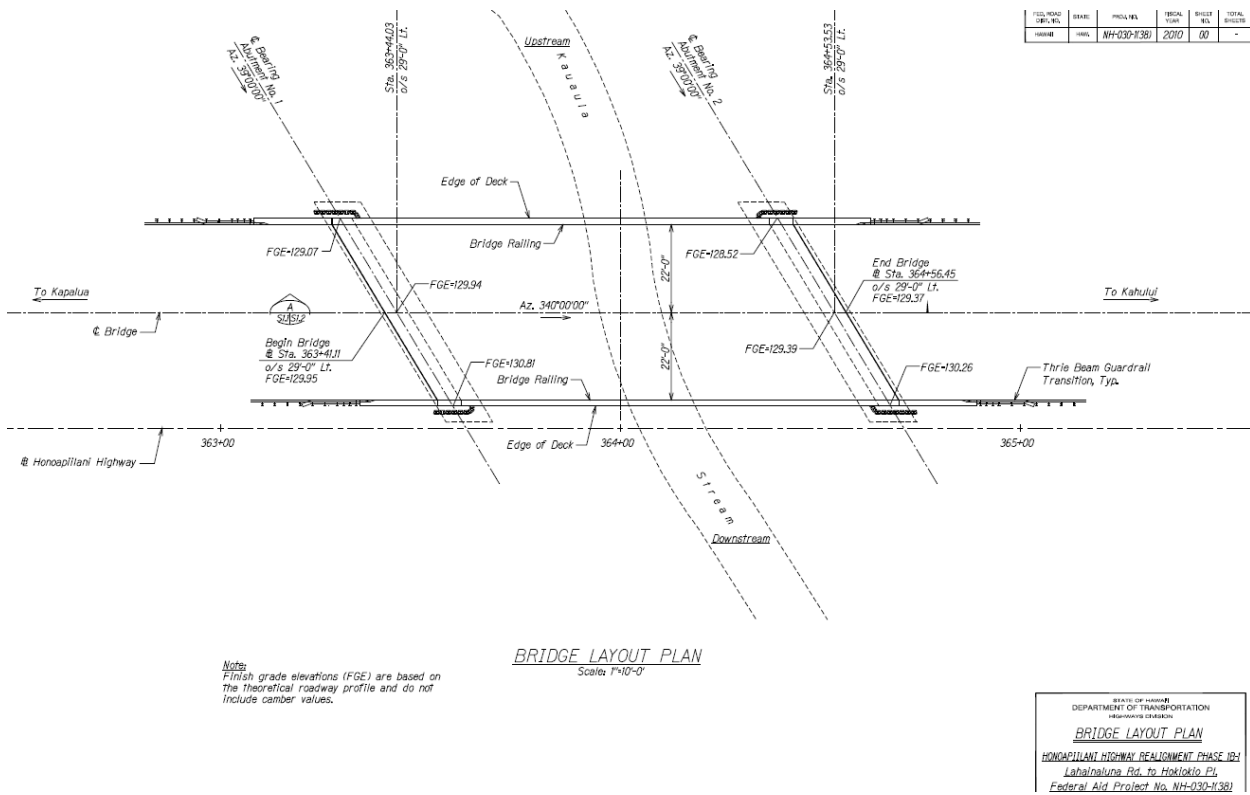 FED. ROAD DIST. NO.
STATE
PROJ. NO.
FISCAL YEAR
SHEET NO.
TOTAL SHEETS
HAWAII
HAW.
NH-030-1(38)
2010
00
-
℄ Bearing
Abutment No. 1
Az. 39°00'00"
Sta. 363+44.03
o/s 29'-0" Lt.
Upstream
Kauaula
℄ Bearing
Abutment No. 2
Az. 39°00'00"
Sta. 364+53.53
o/s 29'-0" Lt.
Edge of Deck
Bridge Railing
FGE=129.07
FGE=128.52
22'-0"
End Bridge
℄ Sta. 364+56.45
o/s 29'-0" Lt.
FGE=129.37
FGE=129.94
To Kapalua
A
S1.1
S1.2
Az. 340°00'00"
To Kahului
℄ Bridge
Begin Bridge
℄ Sta. 363+41.11
o/s 29'-0" Lt.
FGE=129.95
FGE=129.39
22'-0"
FGE=130.81
FGE=130.26
Bridge Railing
Thrie Beam Guardrail
Transition, Typ.
363+00
Edge of Deck
364+00
365+00
℄ Honoapiilani Highway
Stream
Downstream
BRIDGE LAYOUT PLAN
Scale: 1"=10'-0"
Note:
Finish grade elevations (FGE) are based on
the theoretical roadway profile and do not
include camber values.
STATE OF HAWAII
DEPARTMENT OF TRANSPORTATION
HIGHWAYS DIVISION
BRIDGE LAYOUT PLAN
HONOAPIILANI HIGHWAY REALIGNMENT PHASE 1B-1
Lahainaluna Rd. to Hokiokio Pl.
Federal Aid Project No. NH-030-1(38)